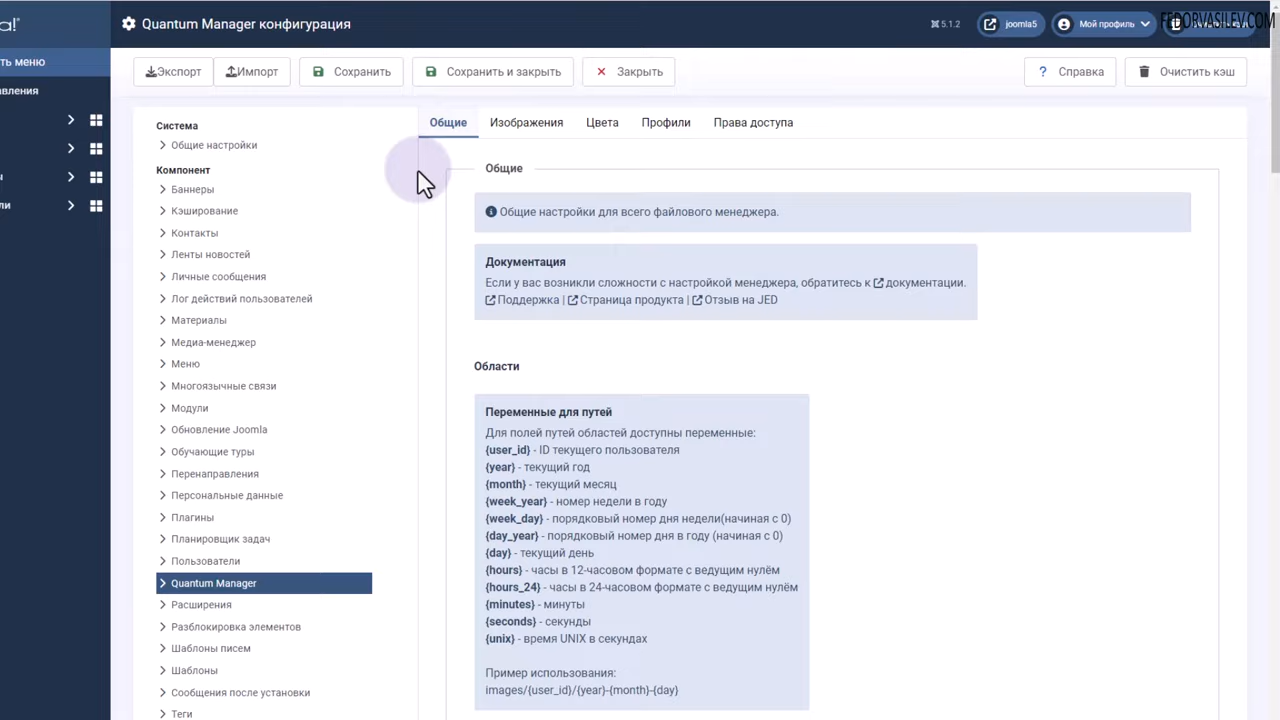 a!
Quantum Manager конфигурация
5.1.2
joomla5
Мой профиль
FEDORVASILEV.COM
ть меню
авления
ы
ли
Экспорт
Импорт
Сохранить
Сохранить и закрыть
Закрыть
? Справка
Очистить кэш
Система
Общие настройки
Компонент
Баннеры
Кэширование
Контакты
Ленты новостей
Личные сообщения
Лог действий пользователей
Материалы
Медиа-менеджер
Меню
Многоязычные связи
Модули
Обновление Joomla
Обучающие туры
Перенаправления
Персональные данные
Плагины
Планировщик задач
Пользователи
Quantum Manager
Расширения
Разблокировка элементов
Шаблоны писем
Шаблоны
Сообщения после установки
Теги
Общие
Изображения
Цвета
Профили
Права доступа
Общие
Общие настройки для всего файлового менеджера.
Документация
Если у вас возникли сложности с настройкой менеджера, обратитесь к документации.
Поддержка | Страница продукта | Отзыв на JED
Области
Переменные для путей
Для полей путей областей доступны переменные:
{user_id} - ID текущего пользователя
{year} - текущий год
{month} - текущий месяц
{week_year} - номер недели в году
{week_day} - порядковый номер дня недели(начиная с 0)
{day_year} - порядковый номер дня в году (начиная с 0)
{day} - текущий день
{hours} - часы в 12-часовом формате с ведущим нулём
{hours_24} - часы в 24-часовом формате с ведущим нулём
{minutes} - минуты
{seconds} - секунды
{unix} - время UNIX в секундах
Пример использования:
images/{user_id}/{year}-{month}-{day}